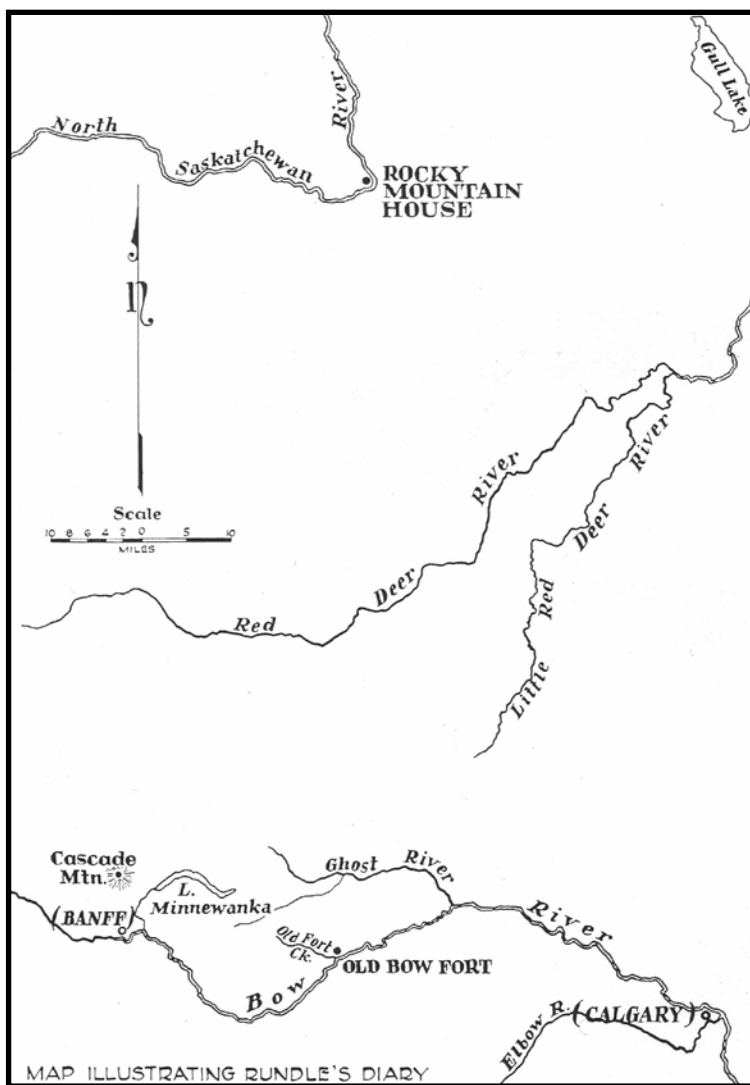 Gull Lake
River
North
Saskatchewan
ROCKY
MOUNTAIN
HOUSE
N
Scale
10 8 6 4 2 0 5 10
MILES
River
River
Deer
Deer
Red
Red
Little
Cascade
Mtn.
L.
Minnewanka
Ghost River
(BANFF)
River
Old Fort
Ck.
OLD BOW FORT
Bow
Elbow R.
(CALGARY)
MAP ILLUSTRATING RUNDLE'S DIARY